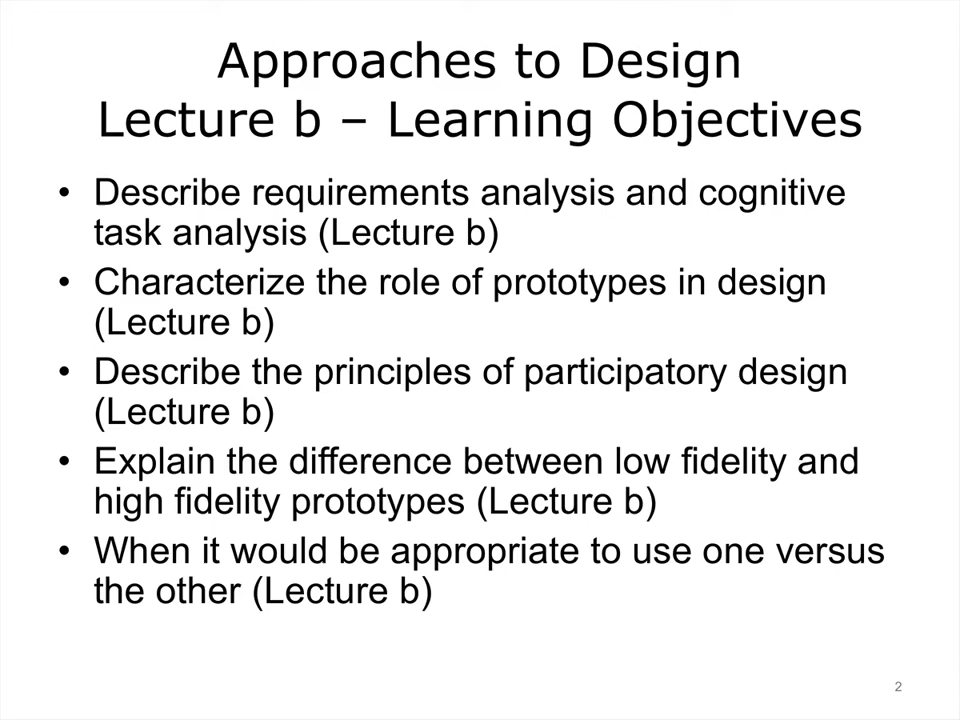 Approaches to Design
Lecture b – Learning Objectives
• Describe requirements analysis and cognitive
task analysis (Lecture b)
• Characterize the role of prototypes in design
(Lecture b)
• Describe the principles of participatory design
(Lecture b)
• Explain the difference between low fidelity and
high fidelity prototypes (Lecture b)
• When it would be appropriate to use one versus
the other (Lecture b)
2